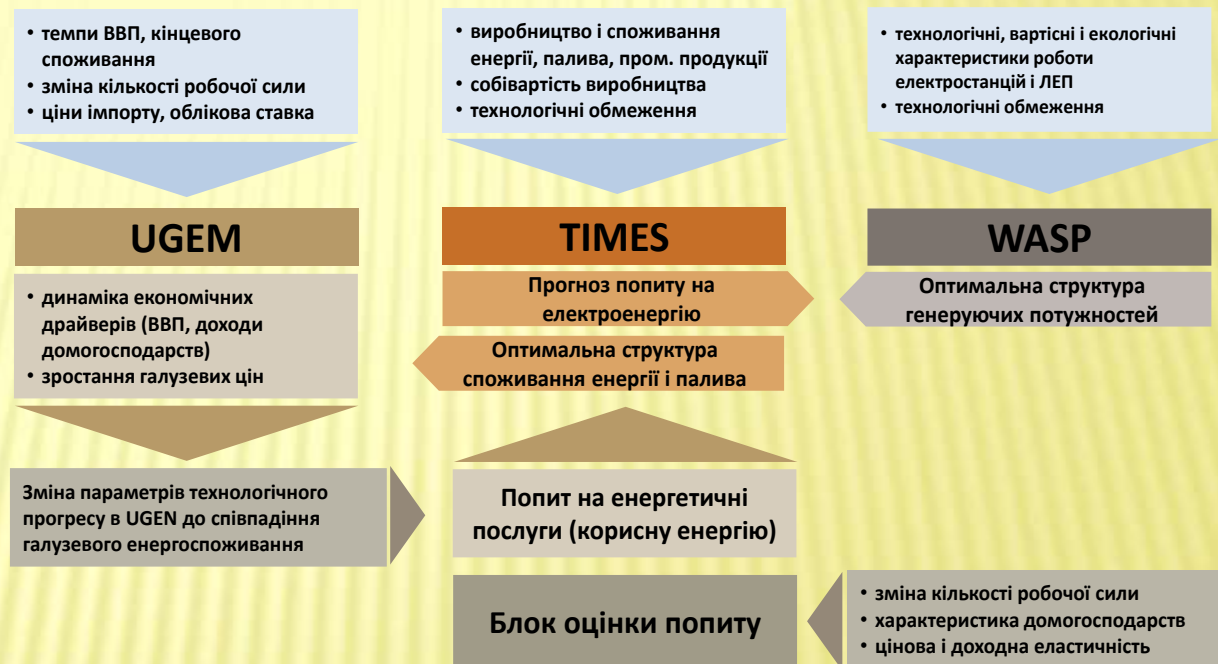 • темпи ВВП, кінцевого
споживання
• зміна кількості робочої сили
• ціни імпорту, облікова ставка
• виробництво і споживання
енергії, палива, пром. продукції
• собівартість виробництва
• технологічні обмеження
• технологічні, вартісні і екологічні
характеристики роботи
електростанцій і ЛЕП
• технологічні обмеження
UGEM
TIMES
WASP
• динаміка економічних
драйверів (ВВП, доходи
домогосподарств)
• зростання галузевих цін
Прогноз попиту на
електроенергію
Оптимальна структура
споживання енергії і палива
Оптимальна структура
генеруючих потужностей
Зміна параметрів технологічного
прогресу в UGEN до співпадіння
галузевого енергоспоживання
Попит на енергетичні
послуги (корисну енергію)
Блок оцінки попиту
• зміна кількості робочої сили
• характеристика домогосподарств
• цінова і доходна еластичність